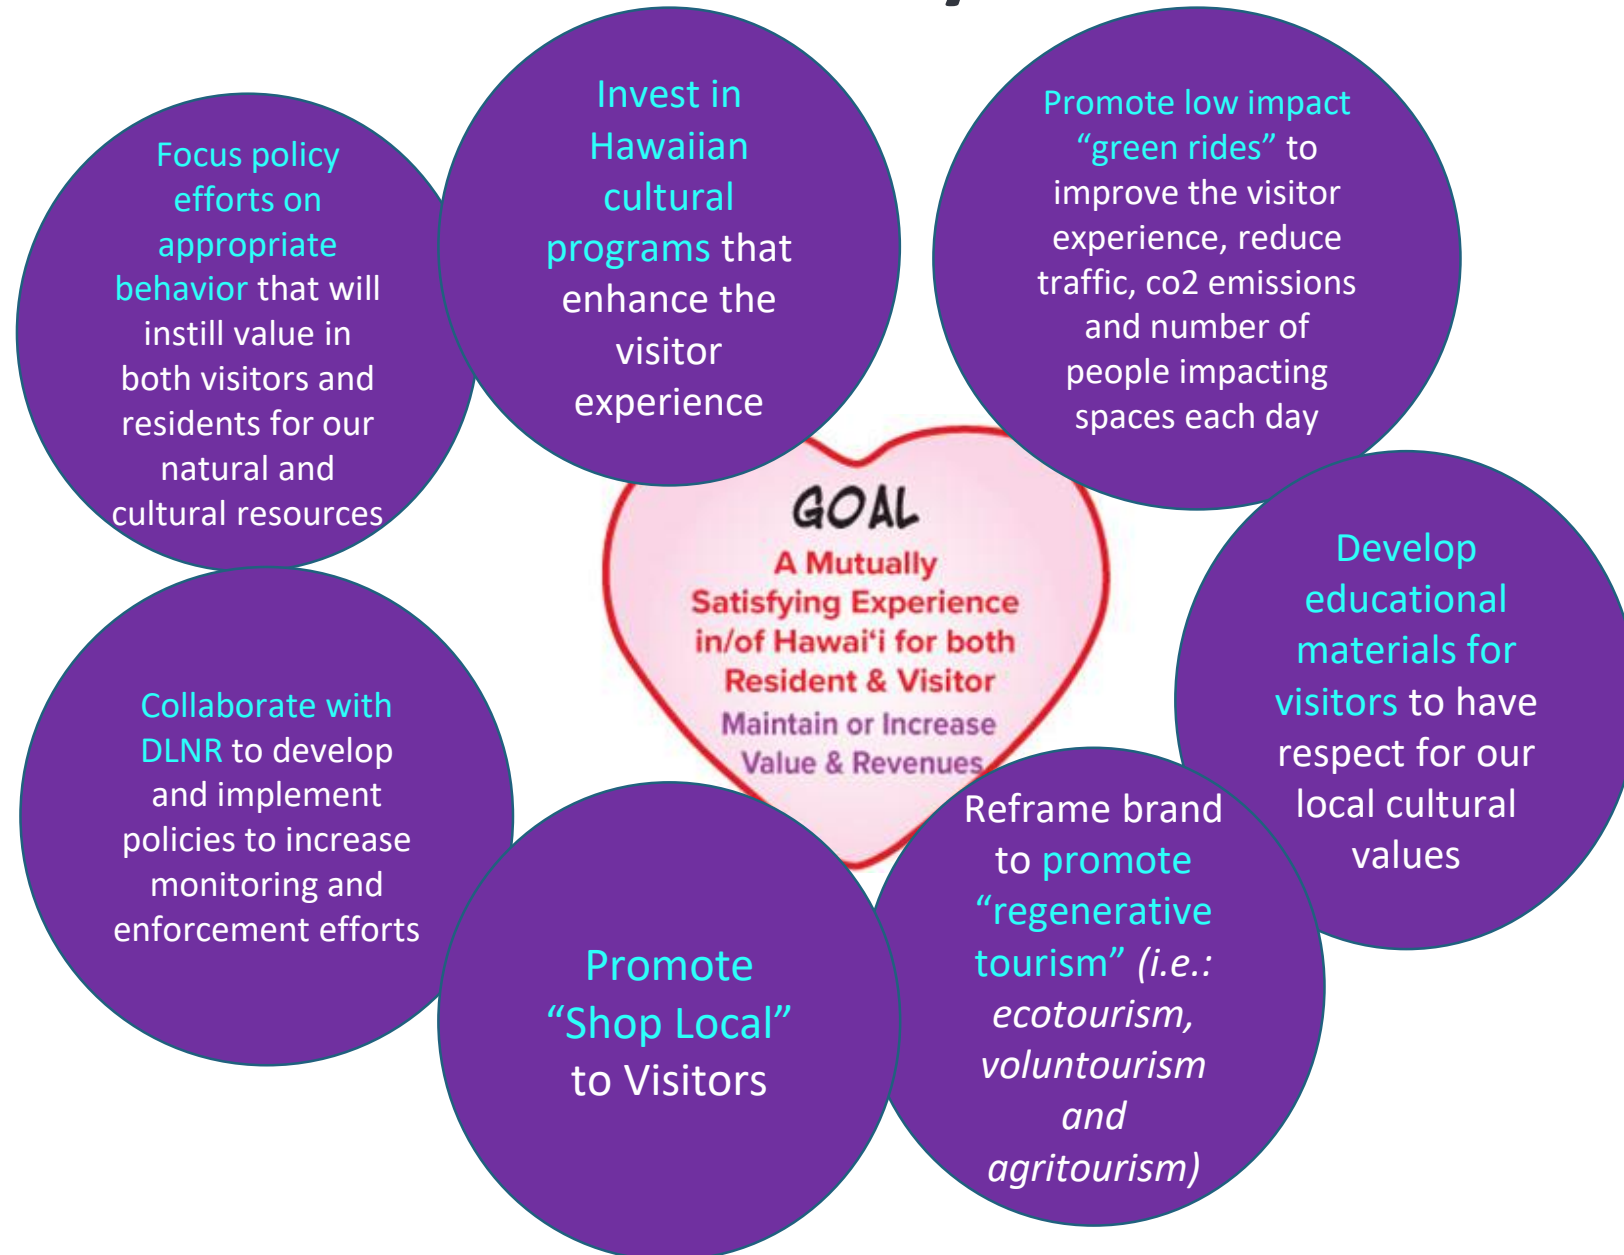 Focus policy
efforts on
appropriate
behavior that will
instill value in
both visitors and
residents for our
natural and
cultural resources
Invest in
Hawaiian
cultural
programs that
enhance the
visitor
experience
Promote low impact
“green rides” to
improve the visitor
experience, reduce
traffic, co2 emissions
and number of
people impacting
spaces each day
GOAL
A Mutually
Satisfying Experience
in/of Hawai‘i for both
Resident & Visitor
Maintain or Increase
Value & Revenues
Develop
educational
materials for
visitors to have
respect for our
local cultural
values
Collaborate with
DLNR to develop
and implement
policies to increase
monitoring and
enforcement efforts
Promote
“Shop Local”
to Visitors
Reframe brand
to promote
“regenerative
tourism” (i.e.:
ecotourism,
voluntourism
and
agritourism)